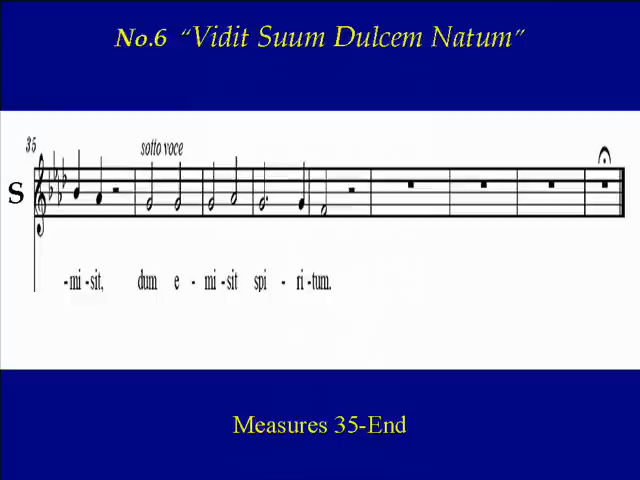 No.6 “Vidit Suum Dulcem Natum”
35
sotto voce
S
-mi-sit, dum e - mi-sit spi - ri-tum.
Measures 35-End